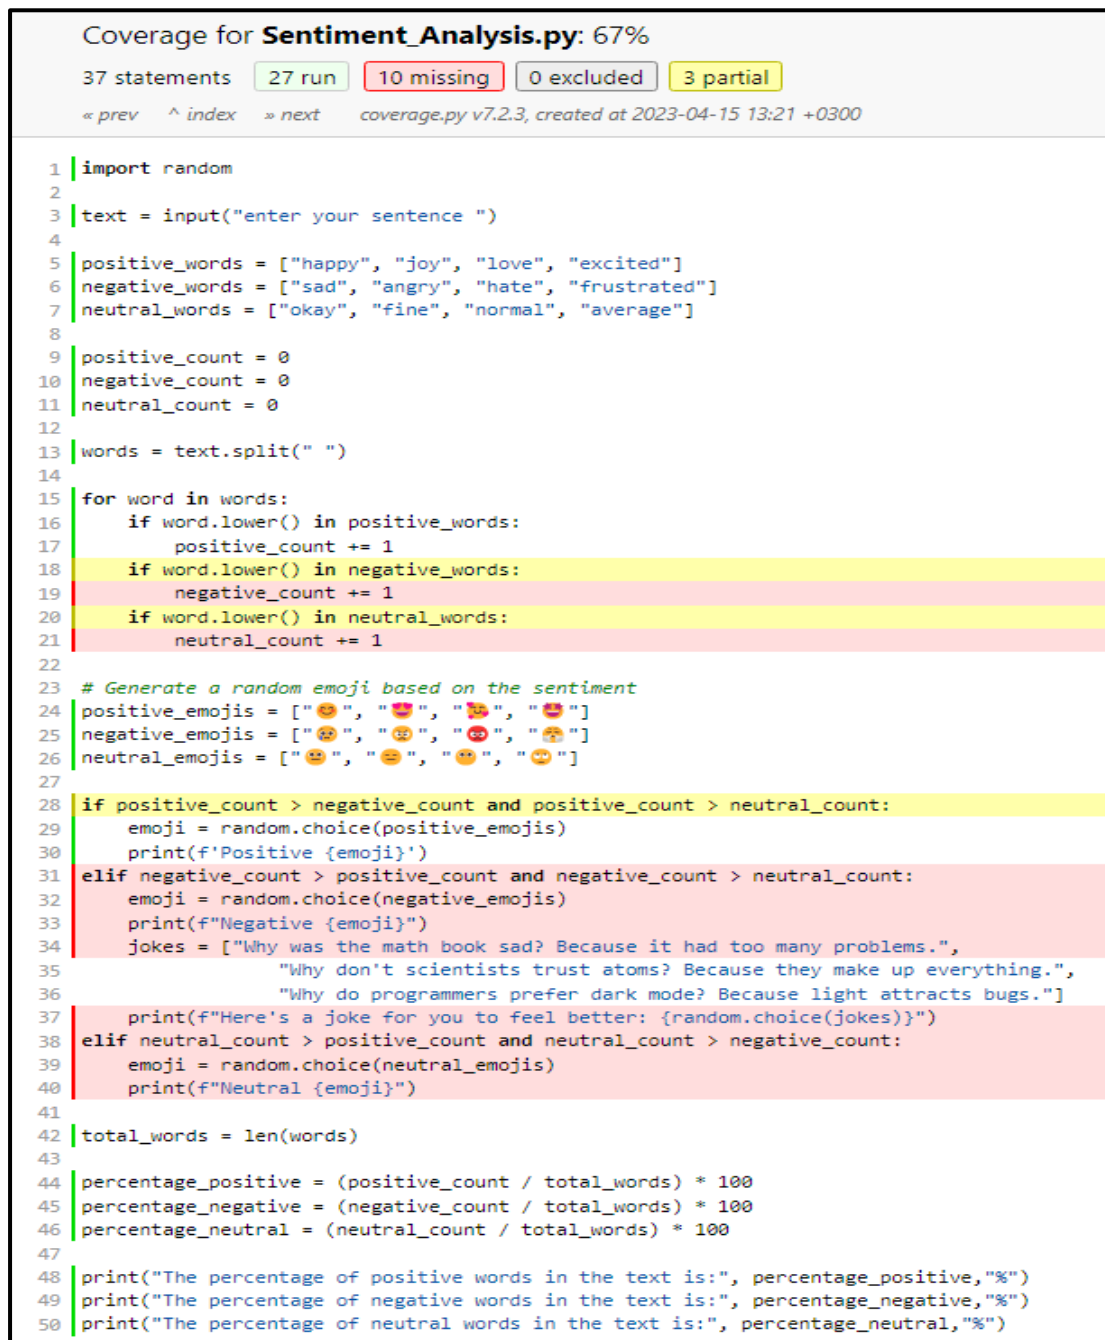 Coverage for Sentiment_Analysis.py: 67%
37 statements 27 run 10 missing 0 excluded 3 partial
« prev ^ index » next coverage.py v7.2.3, created at 2023-04-15 13:21 +0300
1 import random
2
3 text = input("enter your sentence ")
4
5 positive_words = ["happy", "joy", "love", "excited"]
6 negative_words = ["sad", "angry", "hate", "frustrated"]
7 neutral_words = ["okay", "fine", "normal", "average"]
8
9 positive_count = 0
10 negative_count = 0
11 neutral_count = 0
12
13 words = text.split(" ")
14
15 for word in words:
16     if word.lower() in positive_words:
17         positive_count += 1
18     if word.lower() in negative_words:
19         negative_count += 1
20     if word.lower() in neutral_words:
21         neutral_count += 1
22
23 # Generate a random emoji based on the sentiment
24 positive_emojis = ["😊", "😍", "🥰", "🤩"]
25 negative_emojis = ["😢", "😠", "😡", "😤"]
26 neutral_emojis = ["😐", "😑", "😶", "🙄"]
27
28 if positive_count > negative_count and positive_count > neutral_count:
29     emoji = random.choice(positive_emojis)
30     print(f'Positive {emoji}')
31 elif negative_count > positive_count and negative_count > neutral_count:
32     emoji = random.choice(negative_emojis)
33     print(f"Negative {emoji}")
34     jokes = ["Why was the math book sad? Because it had too many problems.",
35              "Why don't scientists trust atoms? Because they make up everything.",
36              "Why do programmers prefer dark mode? Because light attracts bugs."]
37     print(f"Here's a joke for you to feel better: {random.choice(jokes)}")
38 elif neutral_count > positive_count and neutral_count > negative_count:
39     emoji = random.choice(neutral_emojis)
40     print(f"Neutral {emoji}")
41
42 total_words = len(words)
43
44 percentage_positive = (positive_count / total_words) * 100
45 percentage_negative = (negative_count / total_words) * 100
46 percentage_neutral = (neutral_count / total_words) * 100
47
48 print("The percentage of positive words in the text is:", percentage_positive,"%")
49 print("The percentage of negative words in the text is:", percentage_negative,"%")
50 print("The percentage of neutral words in the text is:", percentage_neutral,"%")